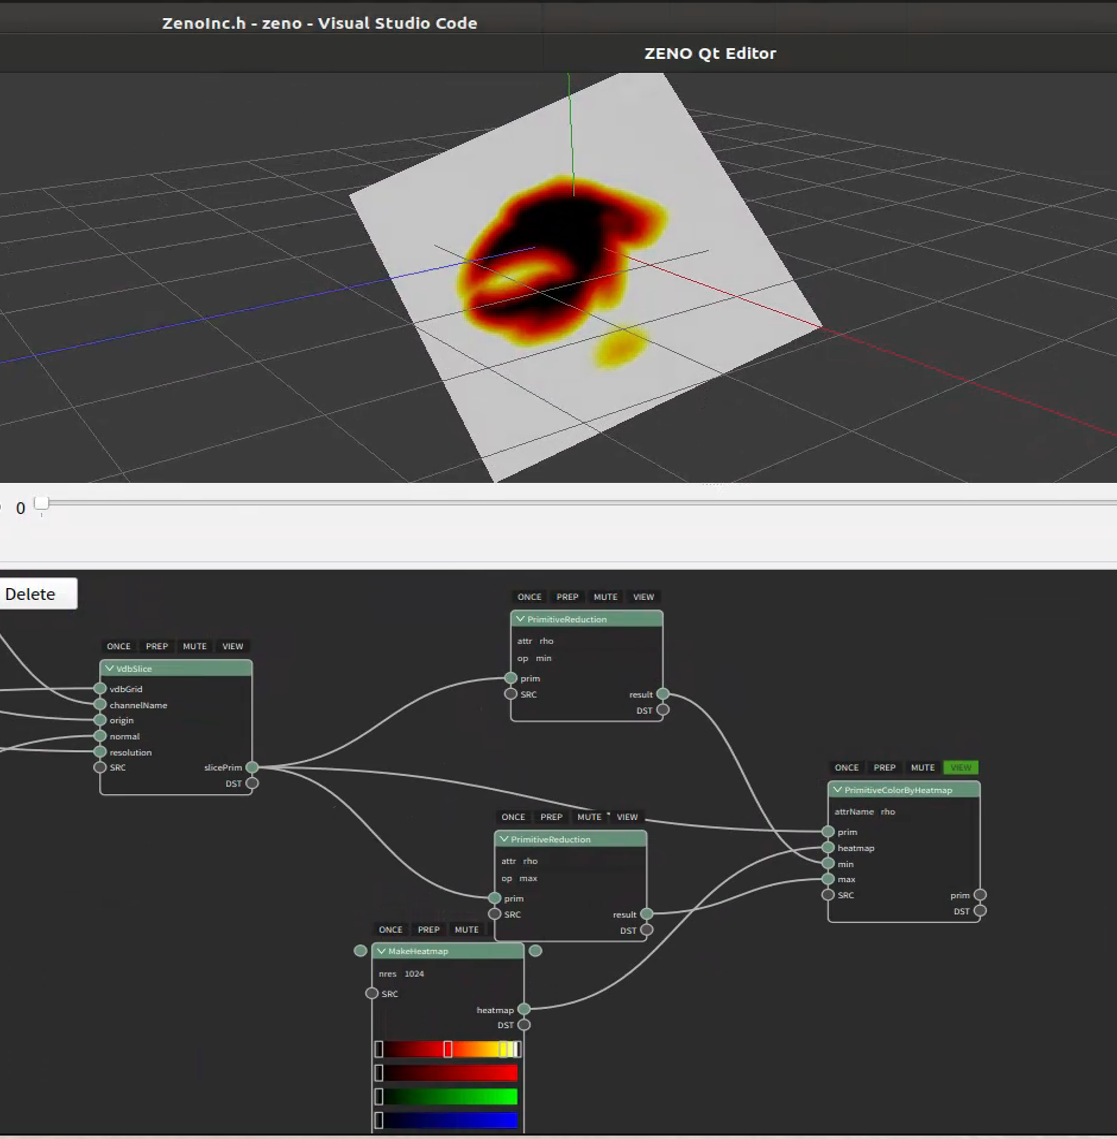 ZenoInc.h - zeno - Visual Studio Code
ZENO Qt Editor
0
Delete
ONCE PREP MUTE VIEW
PrimitiveReduction
attr rho
op min
prim
SRC
result
DST
ONCE PREP MUTE VIEW
VdbSlice
vdbGrid
channelName
origin
normal
resolution
SRC
slicePrim
DST
ONCE PREP MUTE VIEW
PrimitiveColorByHeatmap
attrName rho
prim
heatmap
min
max
SRC
prim
DST
ONCE PREP MUTE VIEW
PrimitiveReduction
attr rho
op max
prim
SRC
result
DST
ONCE PREP MUTE
MakeHeatmap
nres 1024
SRC
heatmap
DST